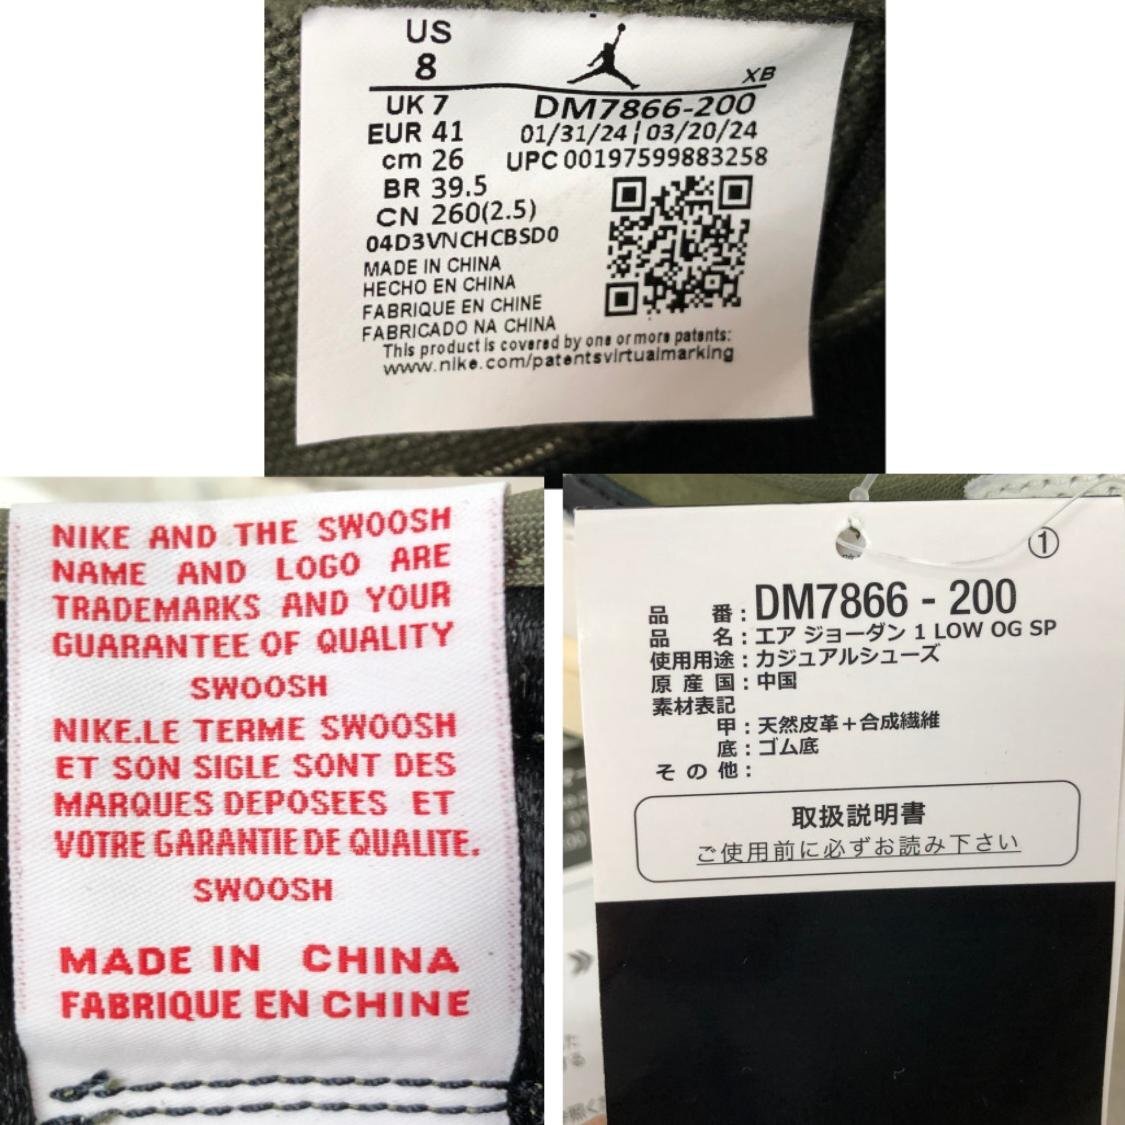 US
8
XB
UK 7
DM7866-200
EUR 41
01/31/24 | 03/20/24
cm 26
UPC 00197599883258
BR 39.5
CN 260(2.5)
04D3VNCHCBSD0
MADE IN CHINA
HECHO EN CHINA
FABRIQUE EN CHINE
FABRICADO NA CHINA
This product is covered by one or more patents:
www.nike.com/patentsvirtualmarking
NIKE AND THE SWOOSH
NAME AND LOGO ARE
TRADEMARKS AND YOUR
GUARANTEE OF QUALITY
SWOOSH
NIKE.LE TERME SWOOSH
ET SON SIGLE SONT DES
MARQUES DEPOSEES ET
VOTRE GARANTIE DE QUALITE.
SWOOSH
MADE IN CHINA
FABRIQUE EN CHINE
①
品 番:DM7866 - 200
品 名:エア ジョーダン 1 LOW OG SP
使用用途:カジュアルシューズ
原産国:中国
素材表記
甲:天然皮革+合成繊維
底:ゴム底
その他:
取扱説明書
ご使用前に必ずお読み下さい